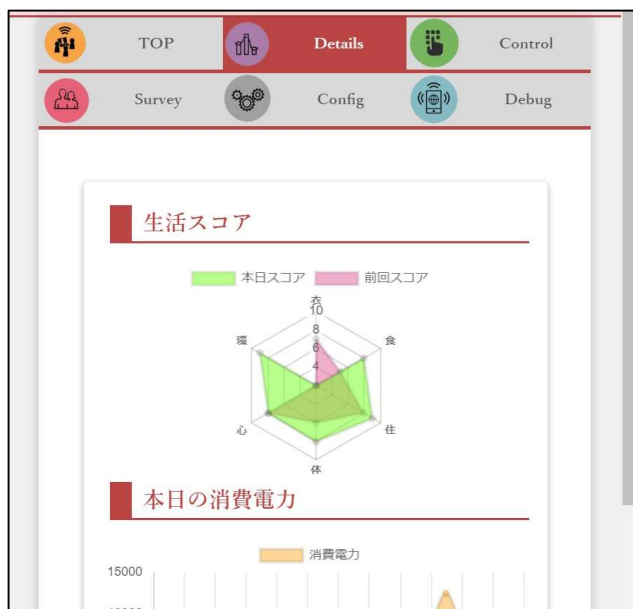 TOP Details Control
Survey Config Debug
生活スコア
本日スコア 前回スコア
衣
10
8
環 6 食
4
心 住
体
本日の消費電力
消費電力
15000